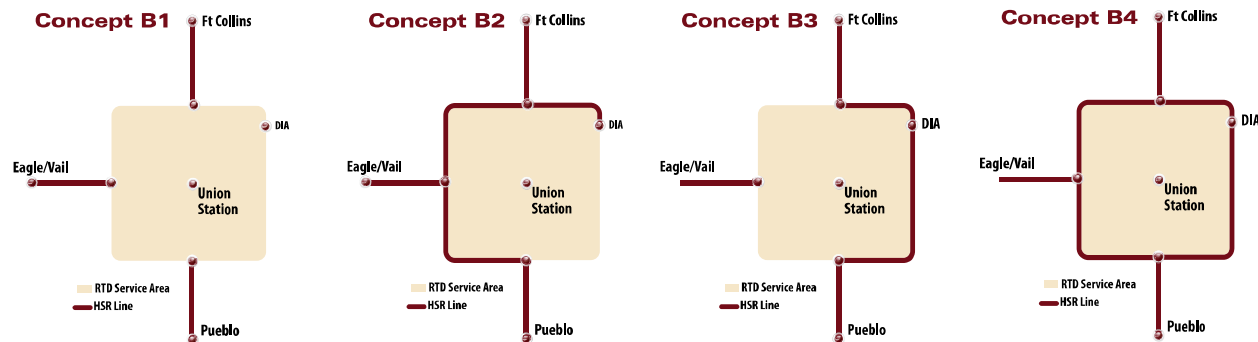 Concept B1
Ft Collins
DIA
Eagle/Vail
Union
Station
RTD Service Area
HSR Line
Pueblo
Concept B2
Ft Collins
DIA
Eagle/Vail
Union
Station
RTD Service Area
HSR Line
Pueblo
Concept B3
Ft Collins
DIA
Eagle/Vail
Union
Station
RTD Service Area
HSR Line
Pueblo
Concept B4
Ft Collins
DIA
Eagle/Vail
Union
Station
RTD Service Area
HSR Line
Pueblo